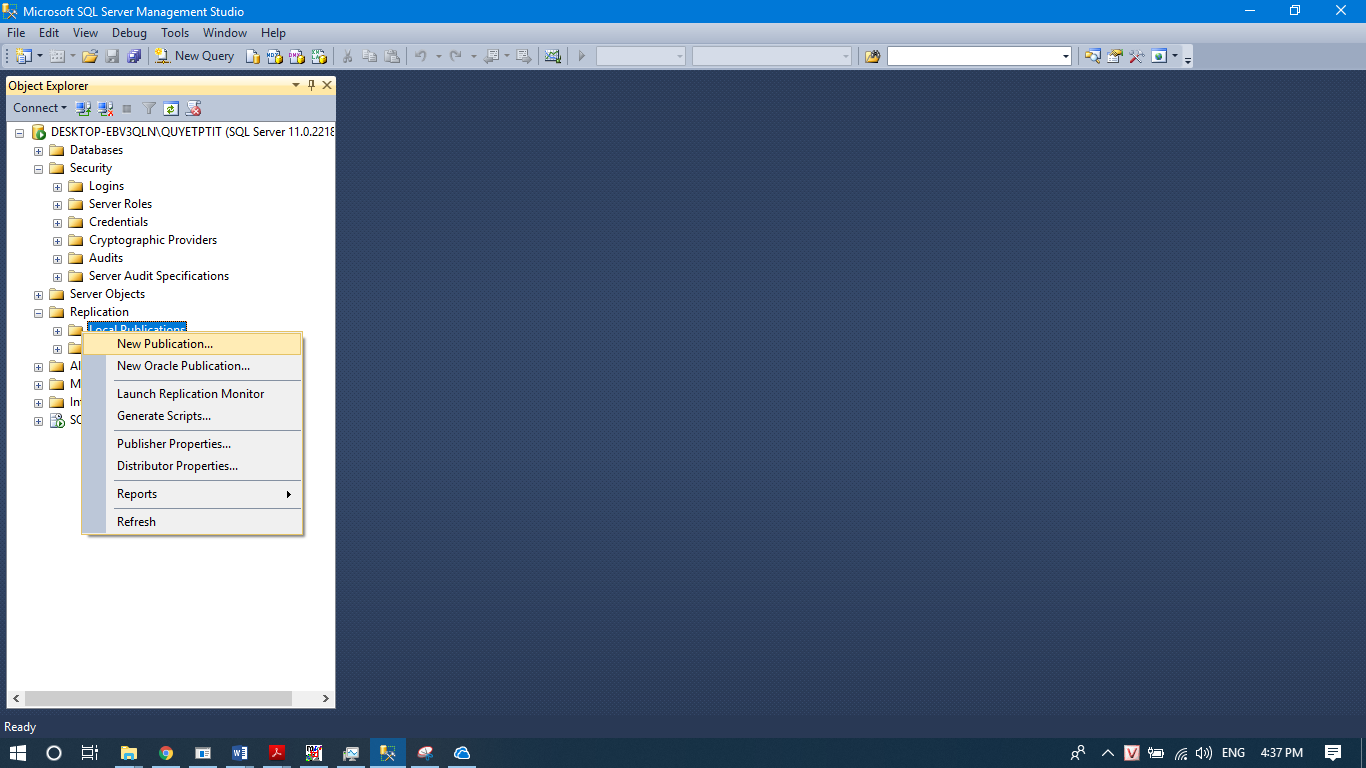 Microsoft SQL Server Management Studio
File Edit View Debug Tools Window Help
New Query
Object Explorer
Connect
DESKTOP-EBV3QLN\QUYETPTIT (SQL Server 11.0.2218
Databases
Security
Logins
Server Roles
Credentials
Cryptographic Providers
Audits
Server Audit Specifications
Server Objects
Replication
Local Publications
New Publication...
New Oracle Publication...
Launch Replication Monitor
Generate Scripts...
Publisher Properties...
Distributor Properties...
Reports
Refresh
Ready
ENG 4:37 PM